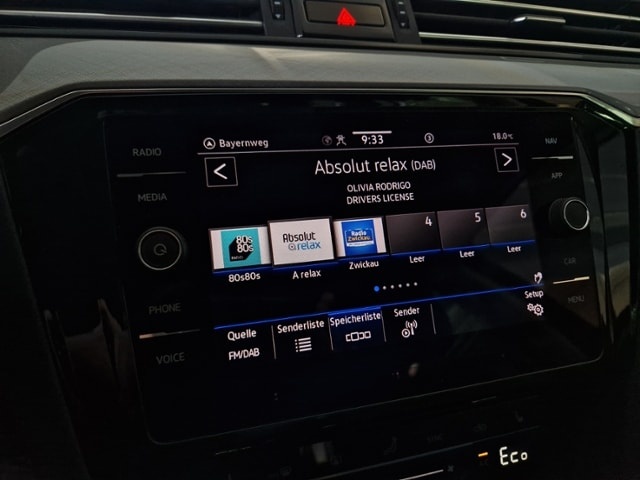 RADIO
MEDIA
PHONE
VOICE
Bayernweg
9:33
18.0°C
Absolut relax (DAB)
OLIVIA RODRIGO
DRIVERS LICENSE
80s
80s
Absolut
relax
Radio
Zwickau
4
5
6
80s80s
A relax
Zwickau
Leer
Leer
Leer
Quelle
FM/DAB
Senderliste
Speicherliste
Sender
Setup
NAV
APP
CAR
MENU
Eco